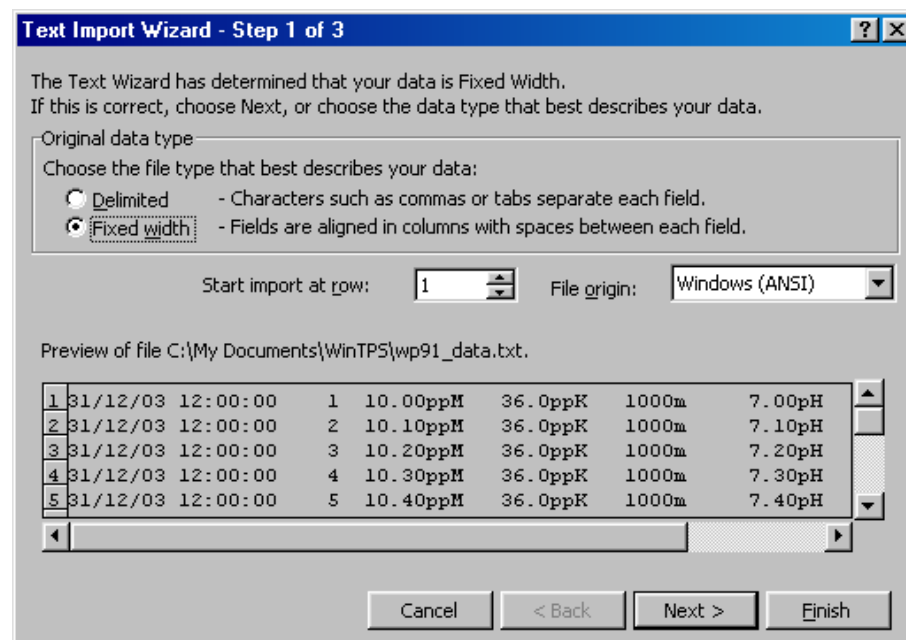 Text Import Wizard - Step 1 of 3
The Text Wizard has determined that your data is Fixed Width.
If this is correct, choose Next, or choose the data type that best describes your data.
Original data type
Choose the file type that best describes your data:
Delimited - Characters such as commas or tabs separate each field.
Fixed width - Fields are aligned in columns with spaces between each field.
Start import at row: 1 File origin: Windows (ANSI)
Preview of file C:\My Documents\WinTPS\wp91_data.txt.
1 31/12/03 12:00:00 1 10.00ppM 36.0ppK 1000m 7.00pH
2 31/12/03 12:00:00 2 10.10ppM 36.0ppK 1000m 7.10pH
3 31/12/03 12:00:00 3 10.20ppM 36.0ppK 1000m 7.20pH
4 31/12/03 12:00:00 4 10.30ppM 36.0ppK 1000m 7.30pH
5 31/12/03 12:00:00 5 10.40ppM 36.0ppK 1000m 7.40pH
Cancel < Back Next > Finish